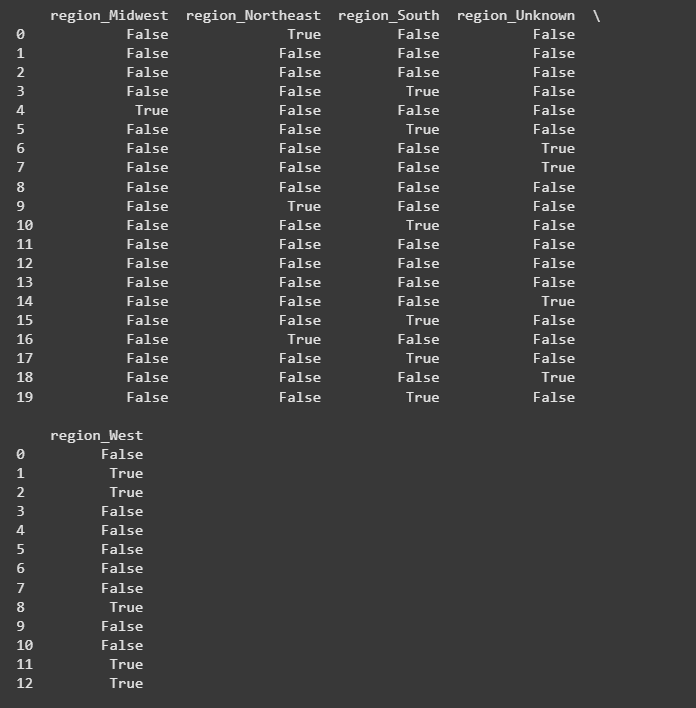 region_Midwest region_Northeast region_South region_Unknown \
0 False True False False
1 False False False False
2 False False False False
3 False False True False
4 True False False False
5 False False True False
6 False False False True
7 False False False True
8 False False False False
9 False True False False
10 False False True False
11 False False False False
12 False False False False
13 False False False False
14 False False False True
15 False False True False
16 False True False False
17 False False True False
18 False False False True
19 False False True False
region_West
0 False
1 True
2 True
3 False
4 False
5 False
6 False
7 False
8 True
9 False
10 False
11 True
12 True